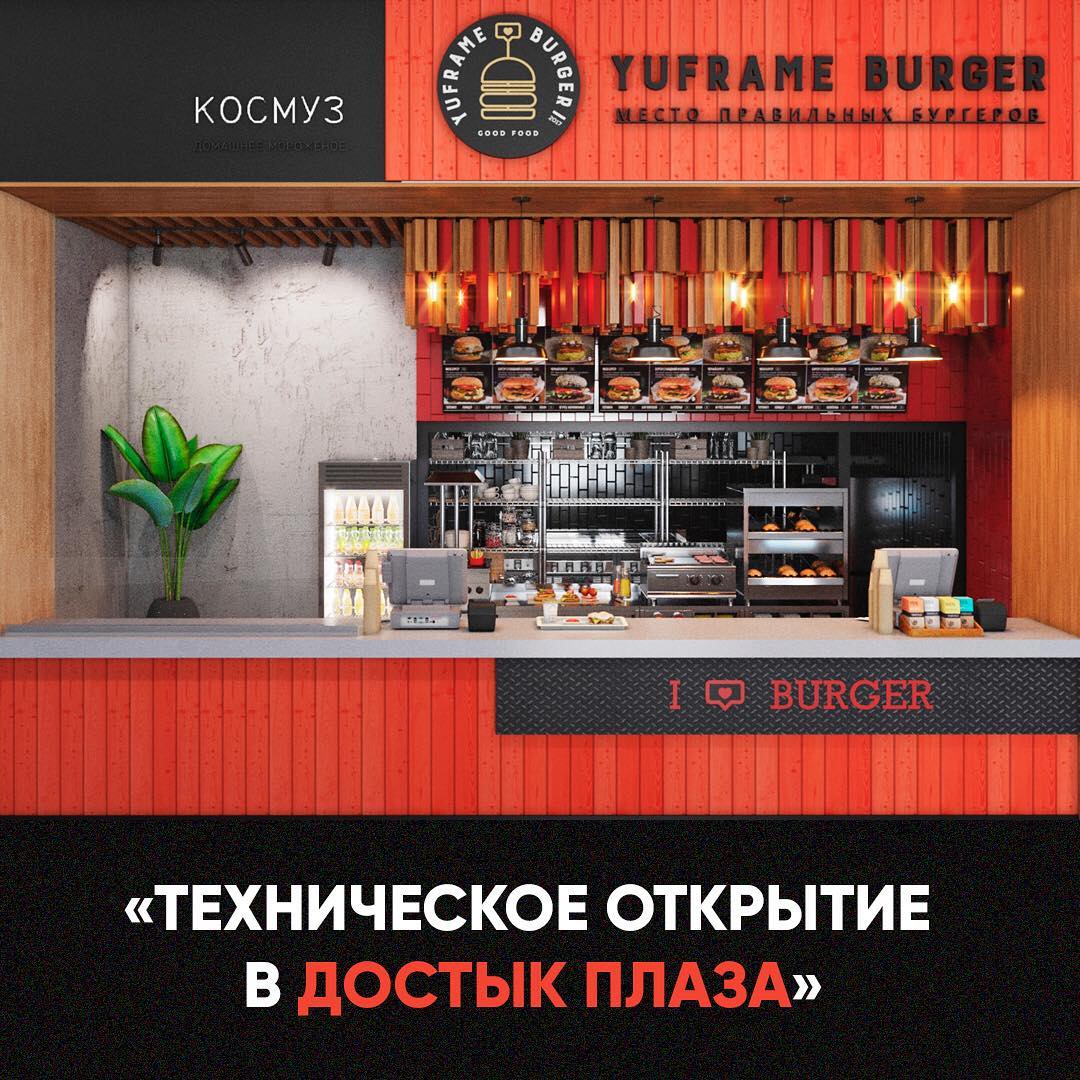 КОСМУЗ
ДОМАШНЕЕ МОРОЖЕНОЕ
YUFRAME BURGER
2017
GOOD FOOD
YUFRAME BURGER
МЕСТО ПРАВИЛЬНЫХ БУРГЕРОВ
I BURGER
«ТЕХНИЧЕСКОЕ ОТКРЫТИЕ
В ДОСТЫК ПЛАЗА»